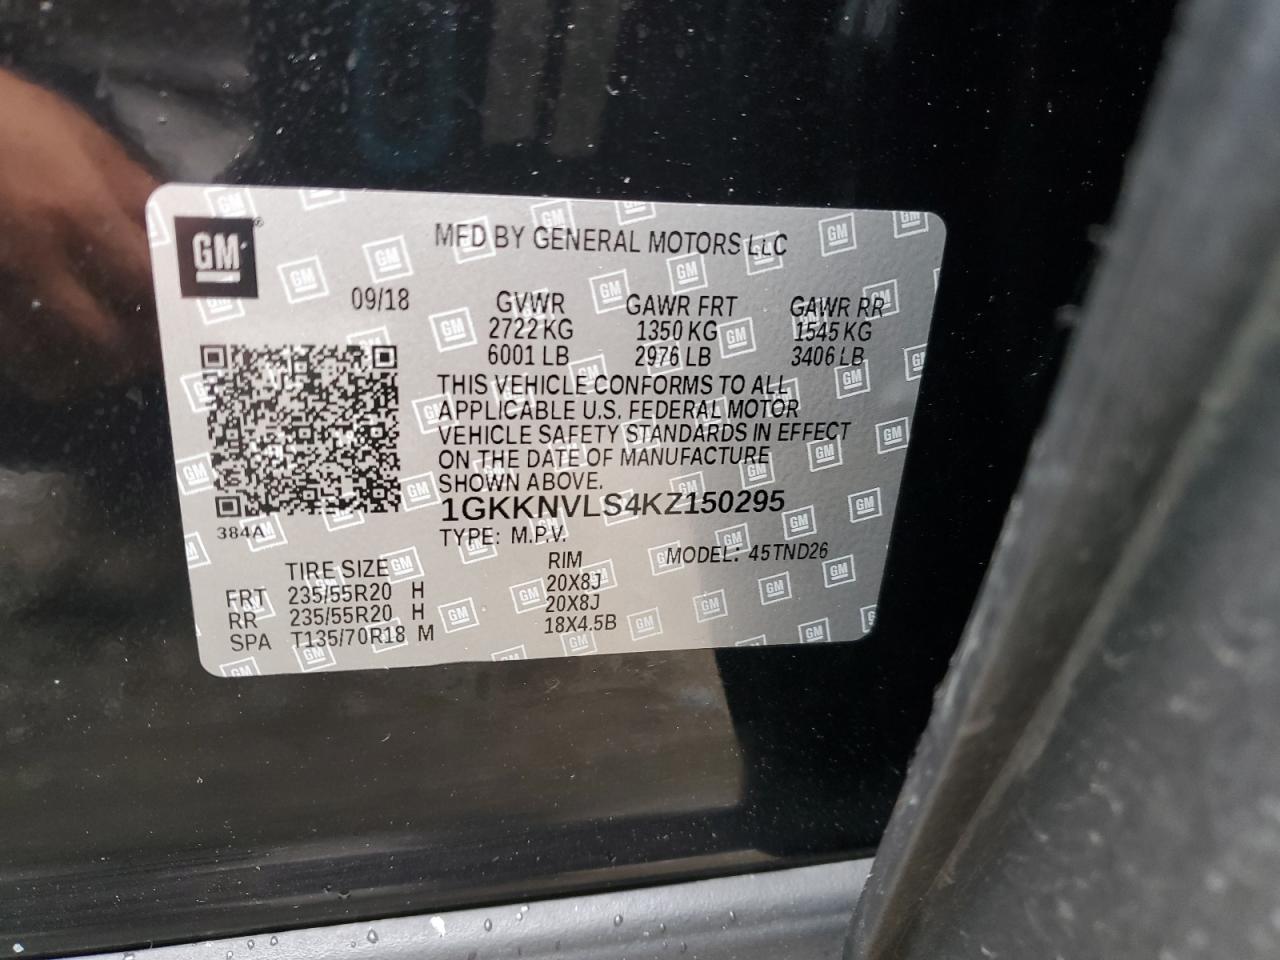 GM
MFD BY GENERAL MOTORS LLC
09/18 GVWR GAWR FRT GAWR RR
2722 KG 1350 KG 1545 KG
6001 LB 2976 LB 3406 LB
THIS VEHICLE CONFORMS TO ALL
APPLICABLE U.S. FEDERAL MOTOR
VEHICLE SAFETY STANDARDS IN EFFECT
ON THE DATE OF MANUFACTURE
SHOWN ABOVE.
1GKKNVLS4KZ150295
384A
TYPE: M.P.V. MODEL: 45TND26
TIRE SIZE RIM
FRT 235/55R20 H 20X8J
RR 235/55R20 H 20X8J
SPA T135/70R18 M 18X4.5B